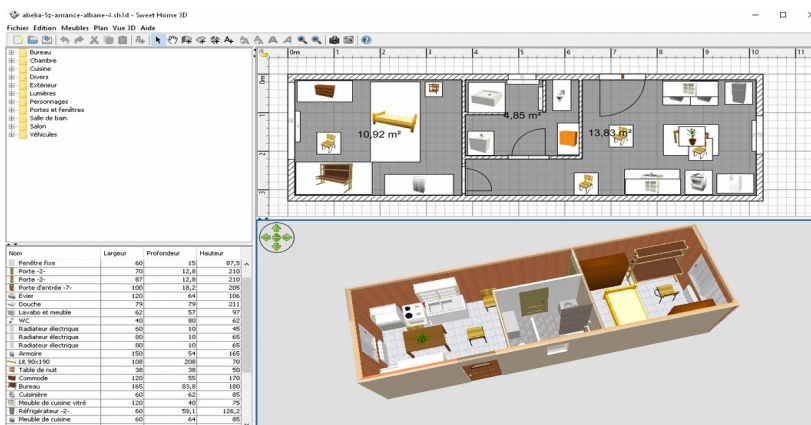 abelia-5z-amance-albane-4.sh3d - Sweet Home 3D
Fichier Edition Meubles Plan Vue 3D Aide
Bureau
Chambre
Cuisine
Divers
Extérieur
Lumières
Personnages
Portes et fenêtres
Salle de bain
Salon
Véhicules
0m 1 2 3 4 5 6 7 8 9 10 11
0m
1
2
3
10,92 m²
4,85 m²
13,83 m²
Nom Largeur Profondeur Hauteur
Fenêtre fixe 60 15 87,5
Porte -2- 70 12,8 210
Porte -2- 87 12,8 210
Porte d'entrée -7- 100 18,2 205
Evier 120 64 106
Douche 79 79 211
Lavabo et meuble 62 57 97
WC 40 80 62
Radiateur électrique 60 10 45
Radiateur électrique 80 10 65
Radiateur électrique 80 10 65
Armoire 150 54 165
Lit 90x190 108 208 70
Table de nuit 38 38 50
Commode 120 55 170
Bureau 165 83,8 180
Cuisinière 60 62 85
Meuble de cuisine vitré 120 40 75
Réfrigérateur -2- 60 59,1 126,2
Meuble de cuisine 60 64 85